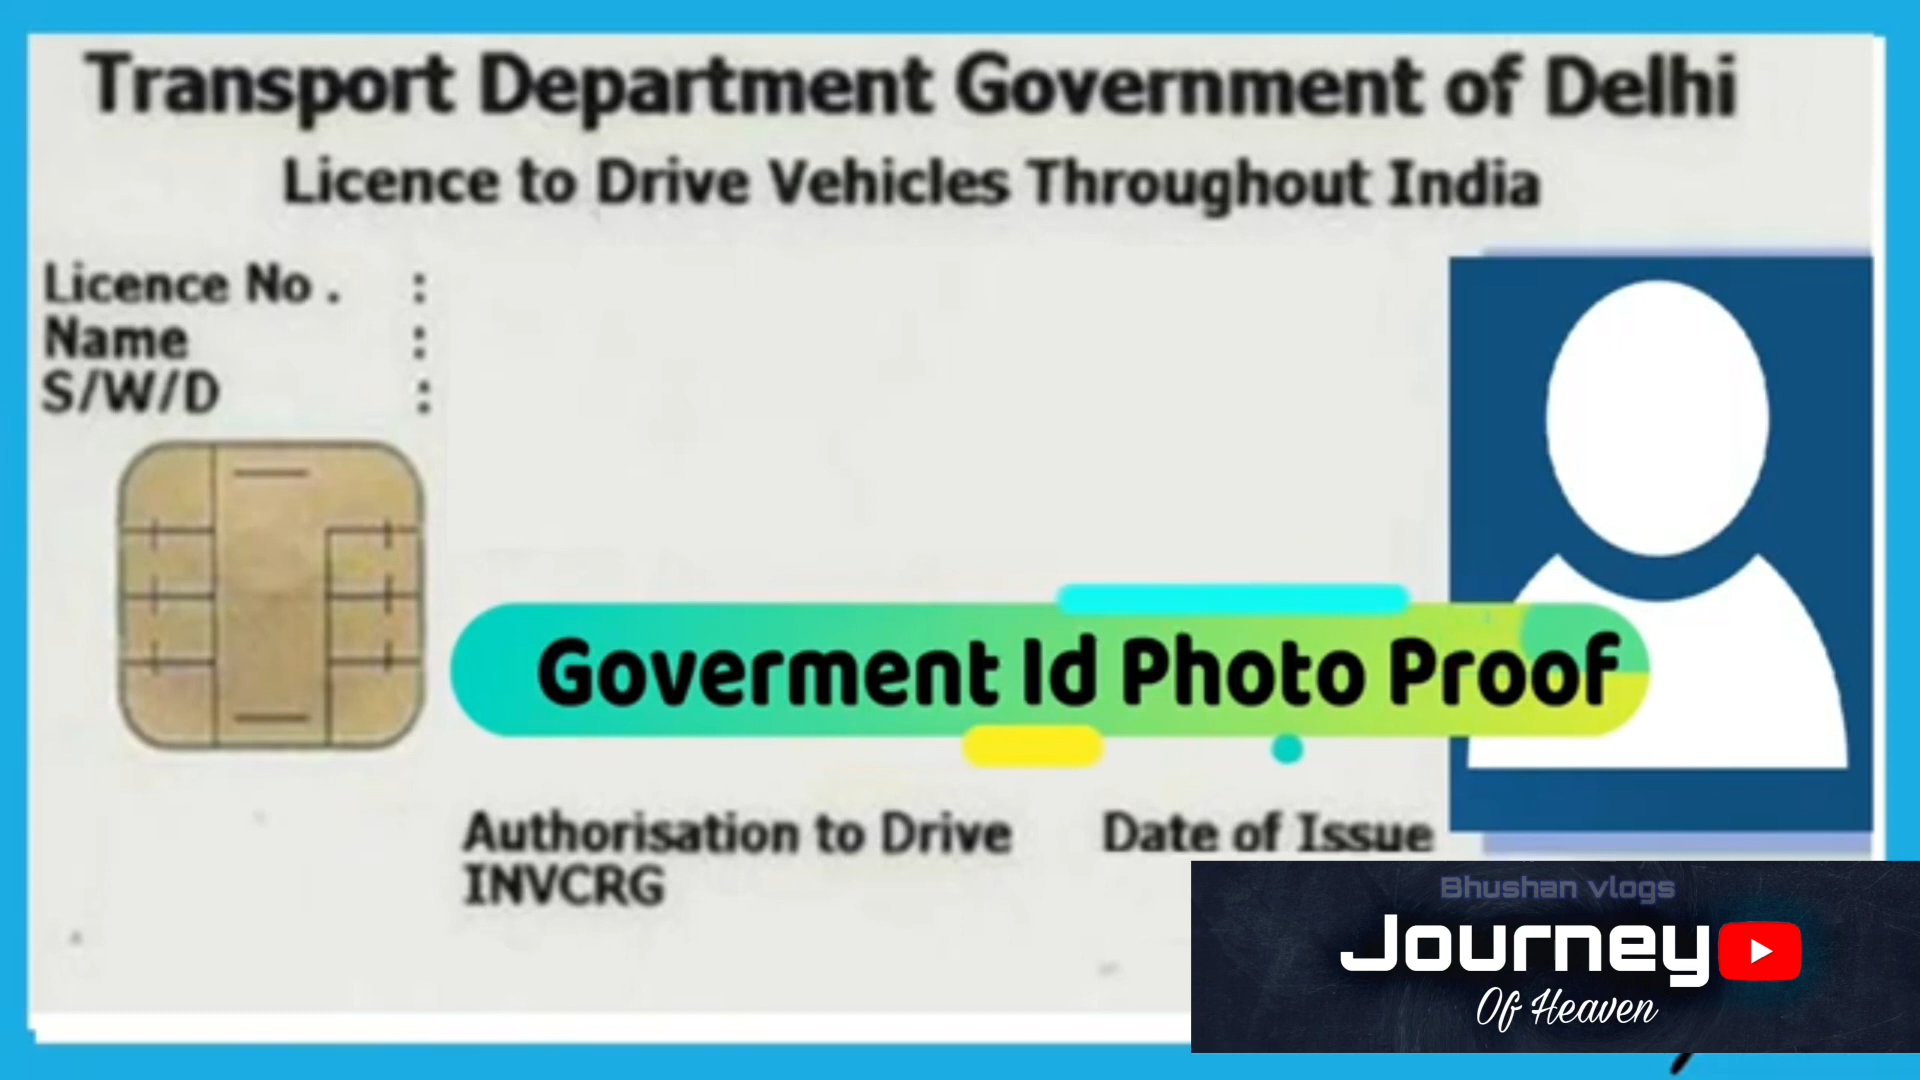 Transport Department Government of Delhi
Licence to Drive Vehicles Throughout India
Licence No. :
Name :
S/W/D :
Goverment Id Photo Proof
Authorisation to Drive Date of Issue
INVCRG
Bhushan vlogs
Journey
Of Heaven